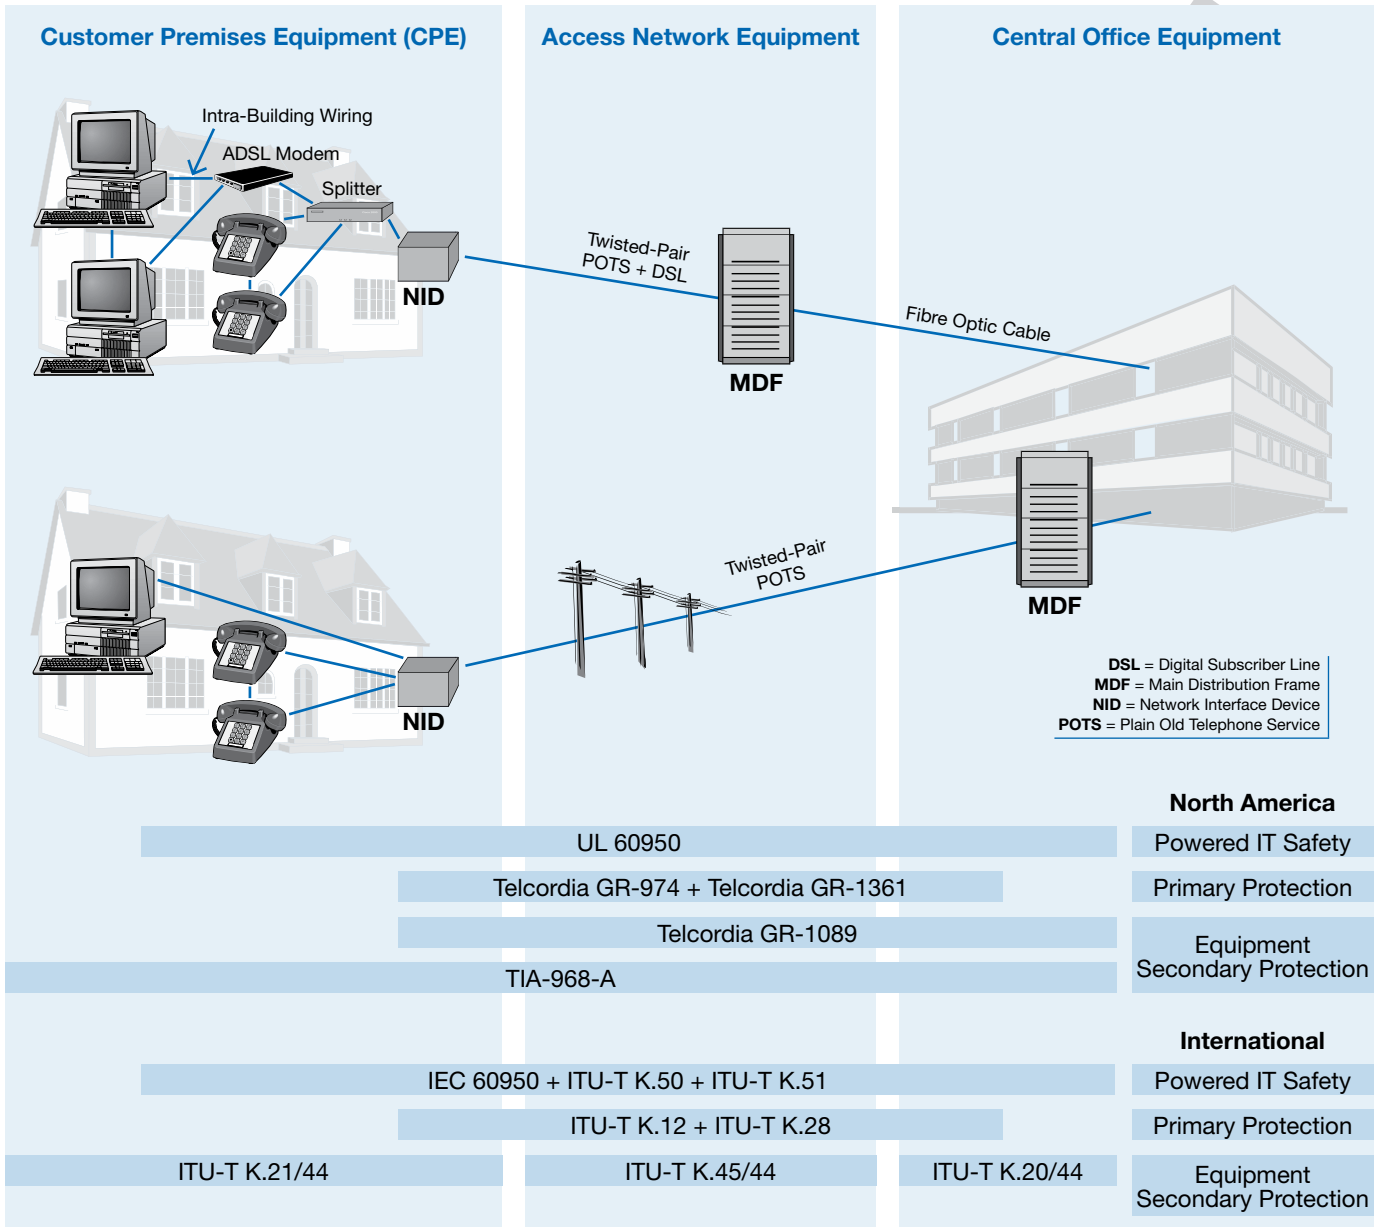 Customer Premises Equipment (CPE)
Access Network Equipment
Central Office Equipment
Intra-Building Wiring
ADSL Modem
Splitter
NID
Twisted-Pair
POTS + DSL
MDF
Fibre Optic Cable
NID
Twisted-Pair
POTS
MDF
DSL = Digital Subscriber Line
MDF = Main Distribution Frame
NID = Network Interface Device
POTS = Plain Old Telephone Service
North America
UL 60950
Powered IT Safety
Telcordia GR-974 + Telcordia GR-1361
Primary Protection
Telcordia GR-1089
TIA-968-A
Equipment
Secondary Protection
International
IEC 60950 + ITU-T K.50 + ITU-T K.51
Powered IT Safety
ITU-T K.12 + ITU-T K.28
Primary Protection
ITU-T K.21/44
ITU-T K.45/44
ITU-T K.20/44
Equipment
Secondary Protection